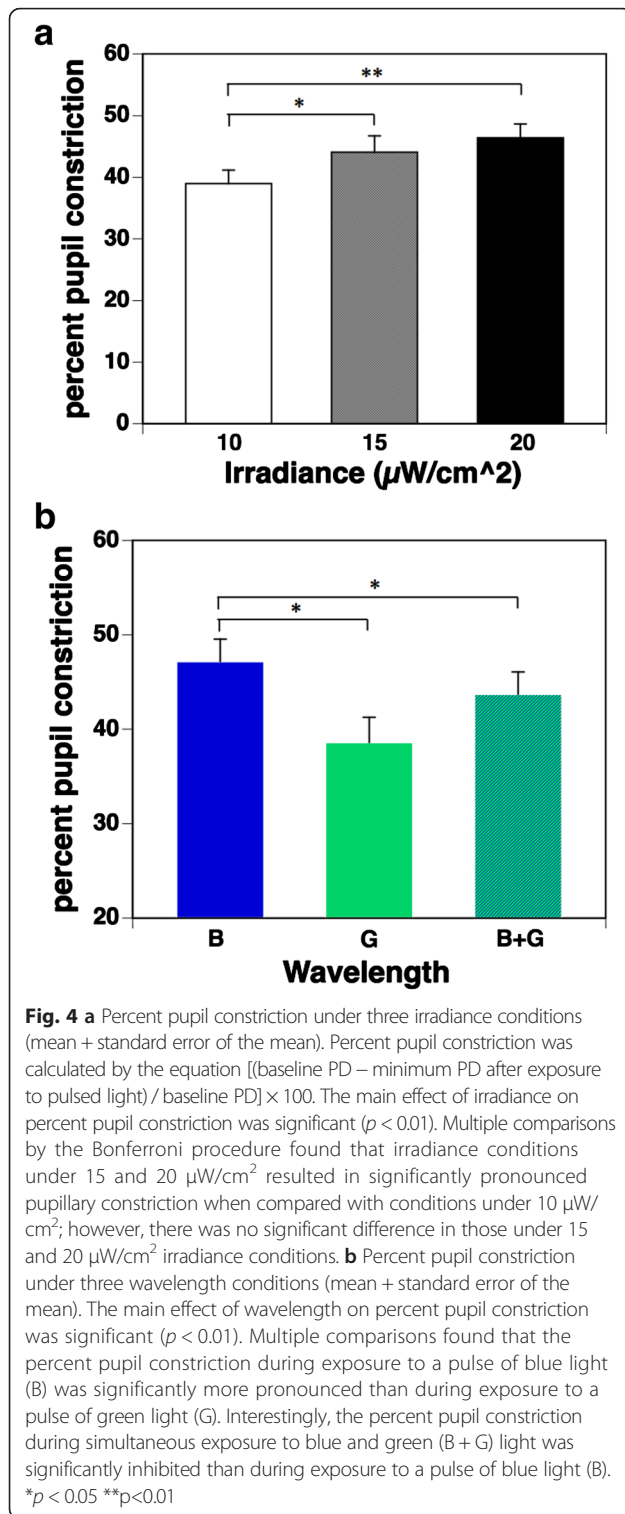 a
60
**
50
*
40
30
20
10
0
percent pupil constriction
10 15 20
Irradiance (µW/cm^2)
b
60
*
50
*
40
30
20
percent pupil constriction
B G B+G
Wavelength
Fig. 4 a Percent pupil constriction under three irradiance conditions
(mean + standard error of the mean). Percent pupil constriction was
calculated by the equation [(baseline PD − minimum PD after exposure
to pulsed light) / baseline PD] × 100. The main effect of irradiance on
percent pupil constriction was significant (p < 0.01). Multiple comparisons
by the Bonferroni procedure found that irradiance conditions
under 15 and 20 μW/cm² resulted in significantly pronounced
pupillary constriction when compared with conditions under 10 μW/
cm²; however, there was no significant difference in those under 15
and 20 μW/cm² irradiance conditions. b Percent pupil constriction
under three wavelength conditions (mean + standard error of the
mean). The main effect of wavelength on percent pupil constriction
was significant (p < 0.01). Multiple comparisons found that the
percent pupil constriction during exposure to a pulse of blue light
(B) was significantly more pronounced than during exposure to a
pulse of green light (G). Interestingly, the percent pupil constriction
during simultaneous exposure to blue and green (B + G) light was
significantly inhibited than during exposure to a pulse of blue light (B).
*p < 0.05 **p<0.01